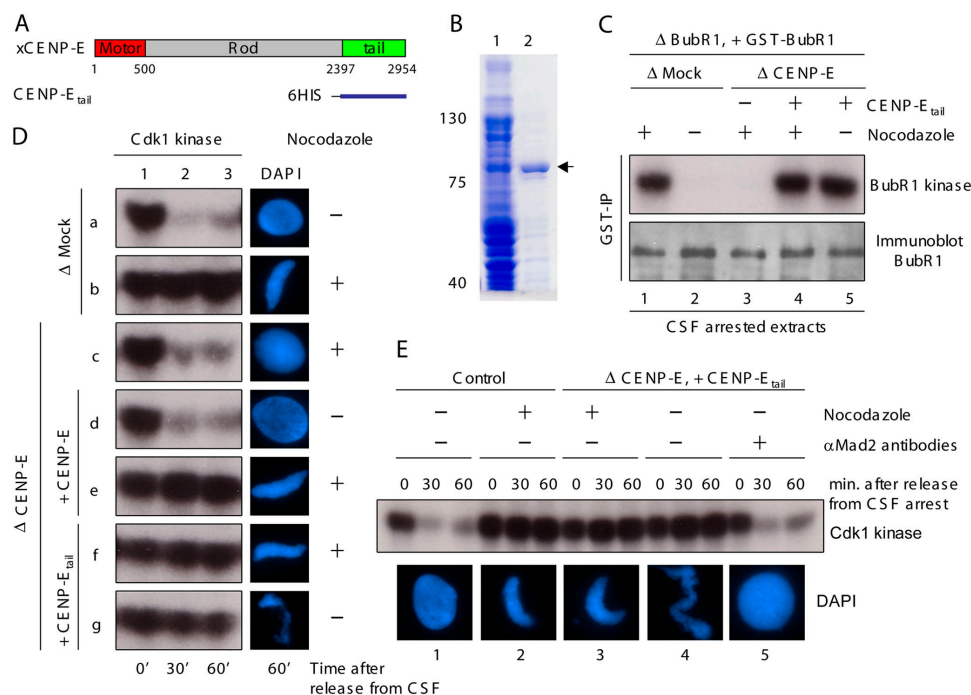 A
xCENP-E
Motor
Rod
tail
1
500
2397
2954
CENP-Etail
6HIS
B
1 2
130
75
40
C
Δ BubR1, + GST-BubR1
Δ Mock
Δ CENP-E
− + + CENP-Etail
+ − + + − Nocodazole
GST-IP
BubR1 kinase
Immunoblot
BubR1
1 2 3 4 5
CSF arrested extracts
D
Cdk1 kinase
Nocodazole
1 2 3
DAPI
Δ Mock
a −
b +
Δ CENP-E
c +
+CENP-E
d −
e +
+CENP-Etail
f +
g −
0’ 30’ 60’
60’
Time after
release from CSF
E
Control
Δ CENP-E, + CENP-Etail
− + + − − Nocodazole
− − − − + αMad2 antibodies
0 30 60 0 30 60 0 30 60 0 30 60 0 30 60
min. after release
from CSF arrest
Cdk1 kinase
DAPI
1 2 3 4 5